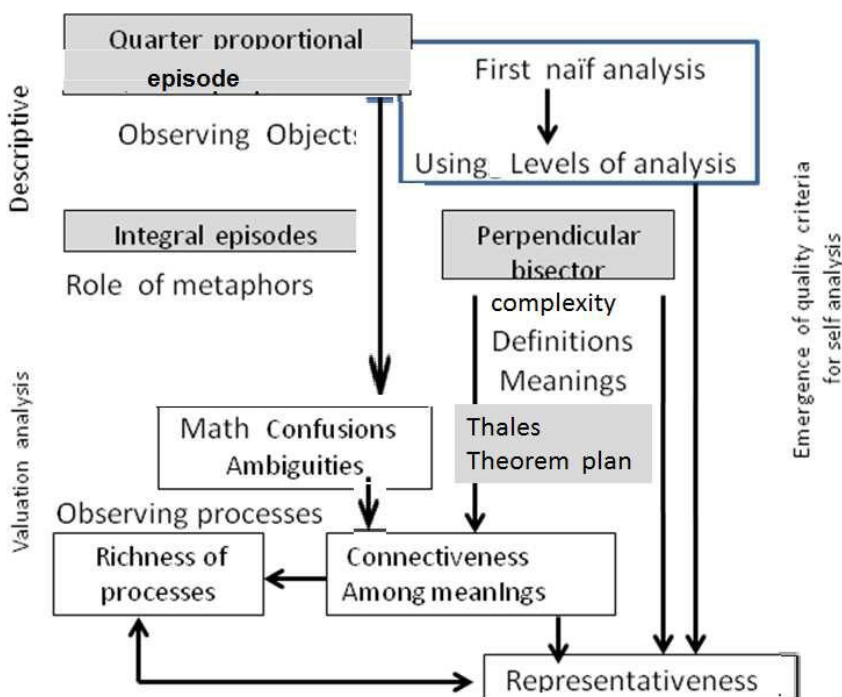 Quarter proportional
episode
First naïf analysis
Descriptive
Observing Object
Using_ Levels of analysis
Integral episodes
Perpendicular
bisector
Role of metaphors
complexity
Definitions
Meanings
Emergence of quality criteria
for self analysis
Valuation analysis
Math Confusions
Ambiguities
Thales
Theorem plan
Observing processes
Richness of
processes
Connectiveness
Among meanIngs
Representativeness